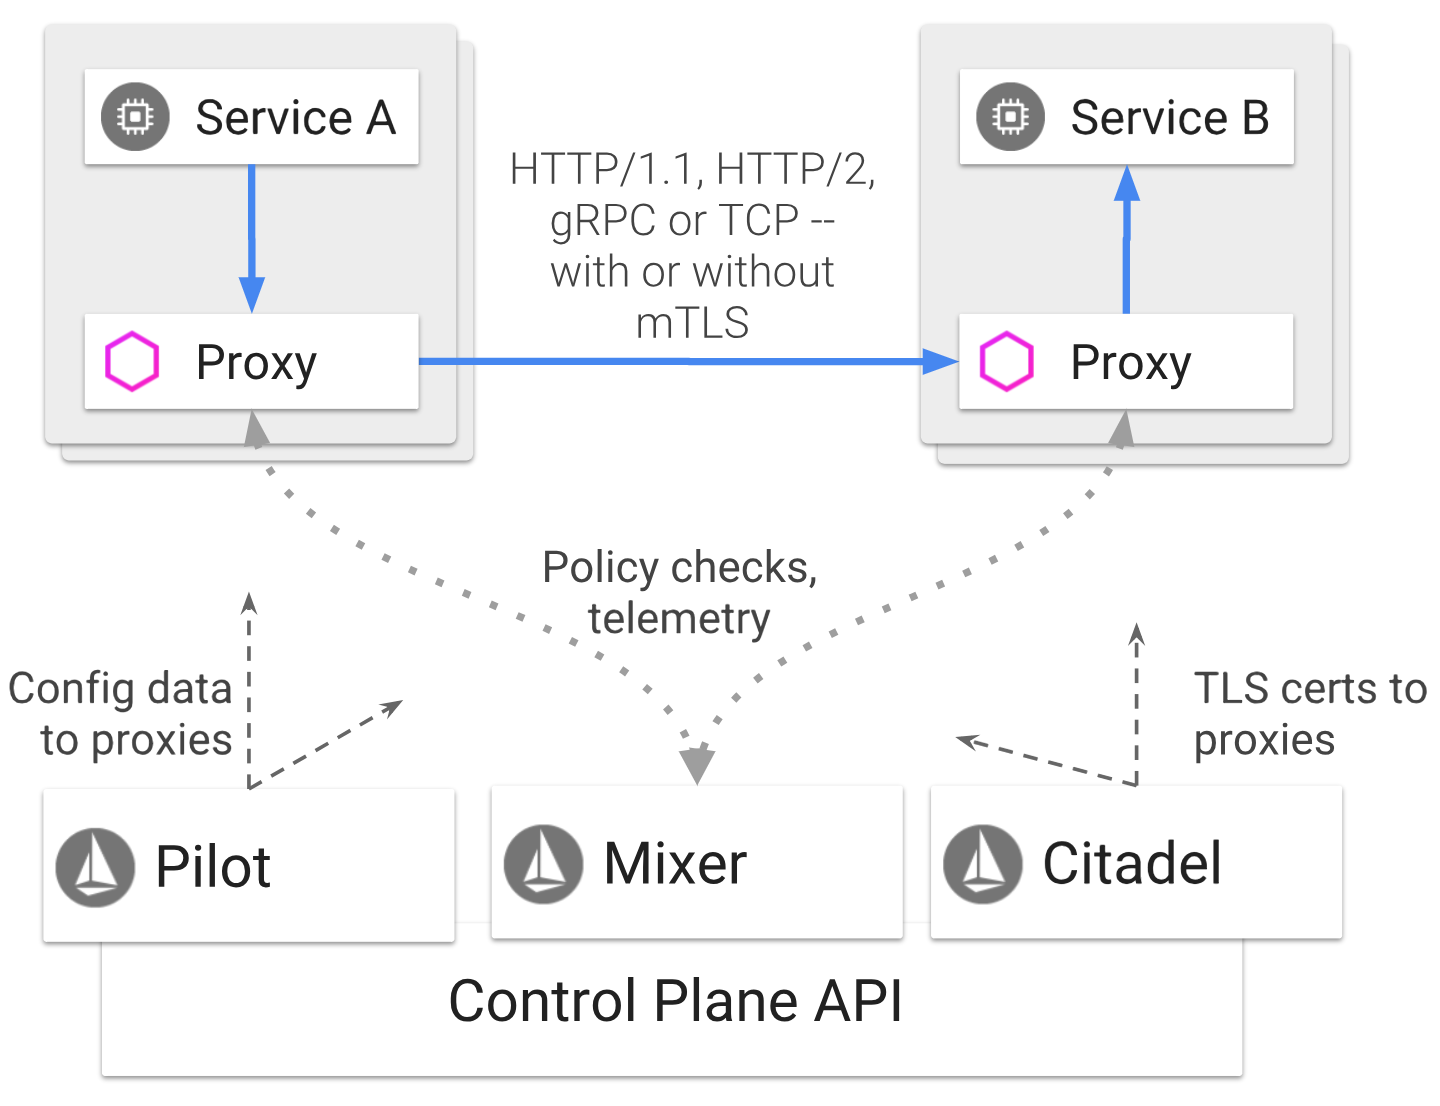 Service A
Service B
HTTP/1.1, HTTP/2,
gRPC or TCP --
with or without
mTLS
Proxy
Proxy
Policy checks,
telemetry
Config data
to proxies
TLS certs to
proxies
Pilot
Mixer
Citadel
Control Plane API